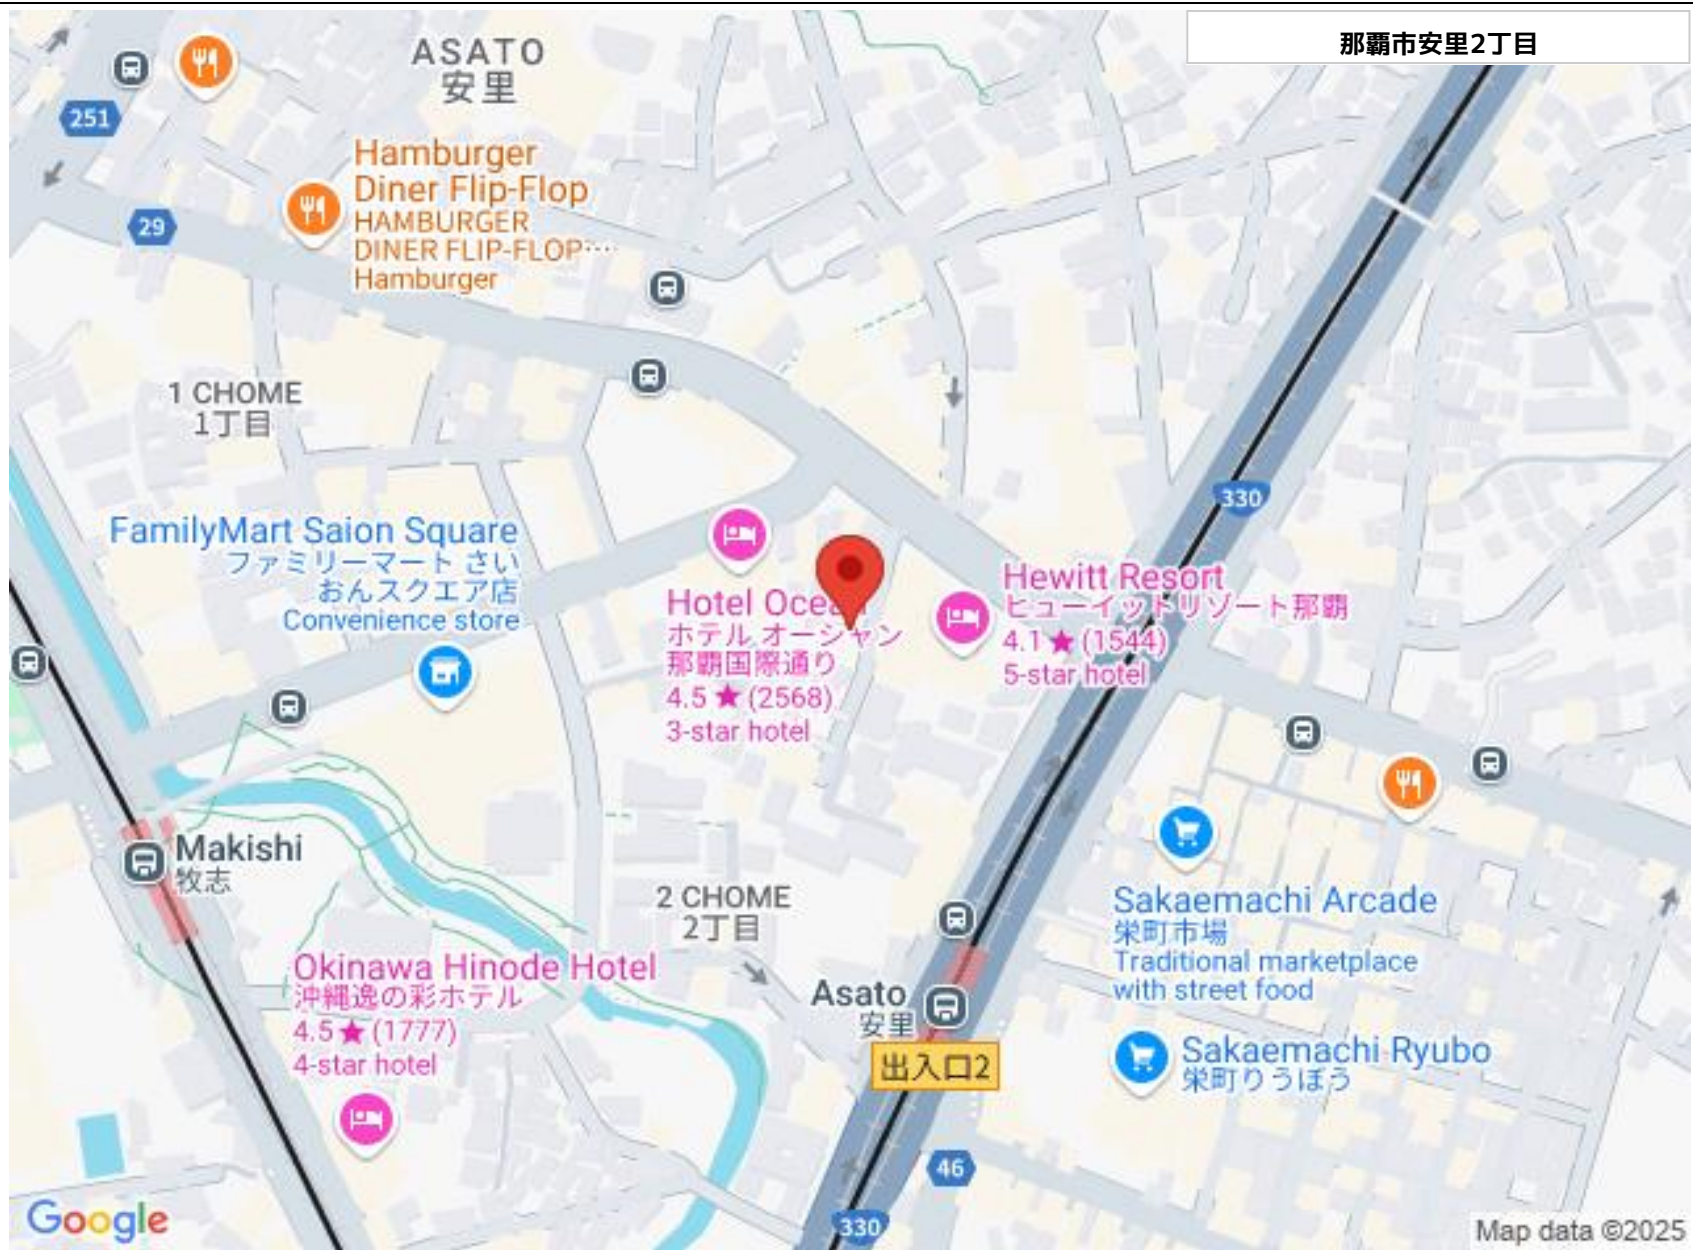 那覇市安里2丁目
ASATO
安里
251
Hamburger
Diner Flip-Flop
HAMBURGER
DINER FLIP-FLOP…
Hamburger
29
1 CHOME
1丁目
330
FamilyMart Saion Square
ファミリーマート さい
おんスクエア店
Convenience store
Hotel Ocean
ホテル オーシャン
那覇国際通り
4.5 ★ (2568)
3-star hotel
Hewitt Resort
ヒューイットリゾート那覇
4.1 ★ (1544)
5-star hotel
Makishi
牧志
2 CHOME
2丁目
Sakaemachi Arcade
栄町市場
Traditional marketplace
with street food
Okinawa Hinode Hotel
沖縄逸の彩ホテル
4.5 ★ (1777)
4-star hotel
Asato
安里
出入口2
Sakaemachi Ryubo
栄町りうぼう
46
330
Google
Map data ©2025